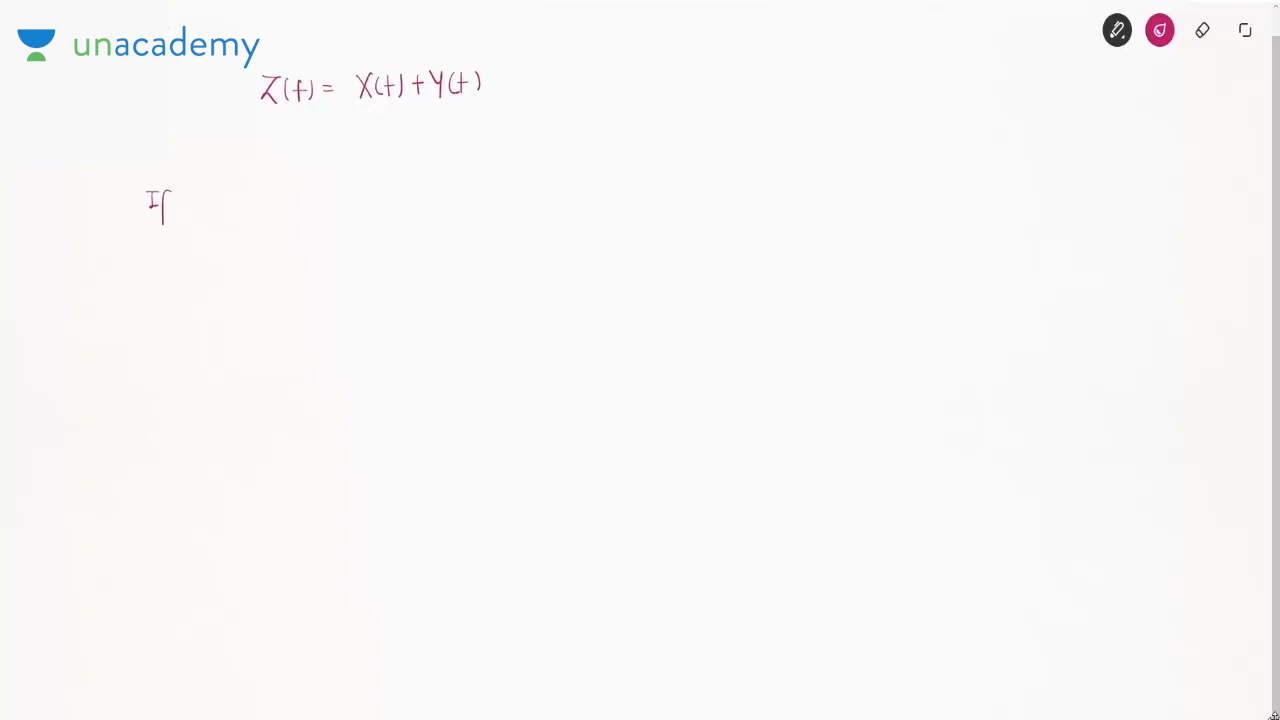 unacademy
Z(t) = X(t) + Y(t)
If